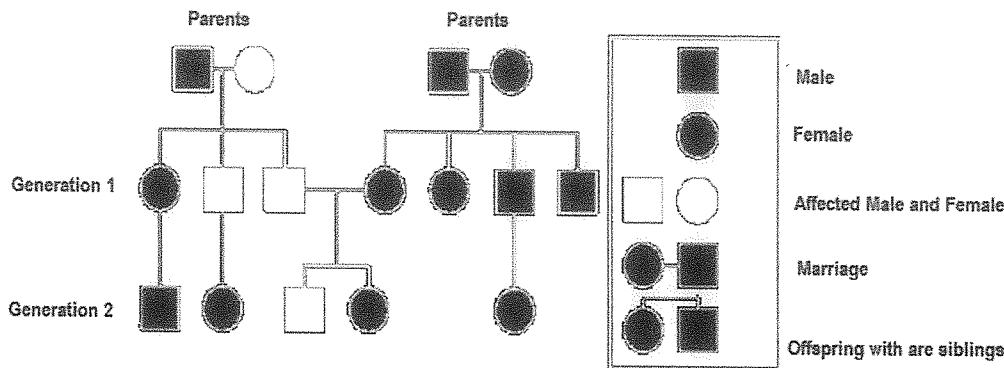 Parents
Parents
Male
Female
Generation 1
Affected Male and Female
Marriage
Generation 2
Offspring with are siblings